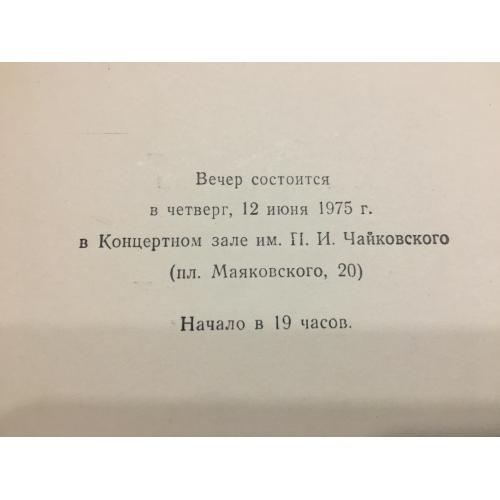 Вечер состоится
в четверг, 12 июня 1975 г.
в Концертном зале им. П. И. Чайковского
(пл. Маяковского, 20)
Начало в 19 часов.